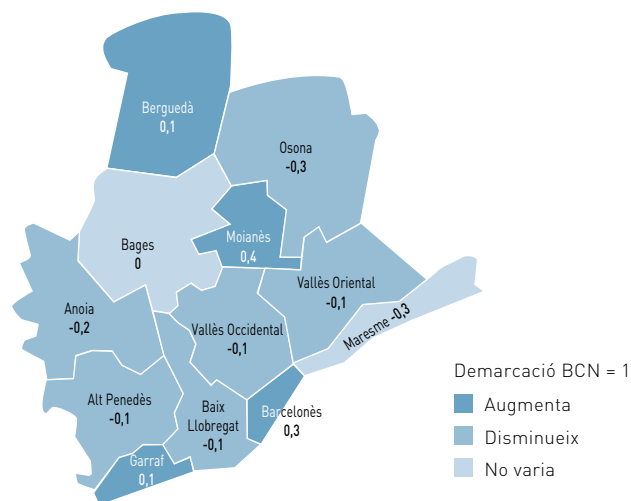 Berguedà
0,1
Osona
-0,3
Bages
0
Moianès
0,4
Vallès Oriental
-0,1
Maresme -0,3
Anoia
-0,2
Vallès Occidental
-0,1
Alt Penedès
-0,1
Baix
Llobregat
-0,1
Barcelonès
0,3
Garraf
0,1
Demarcació BCN = 1
Augmenta
Disminueix
No varia